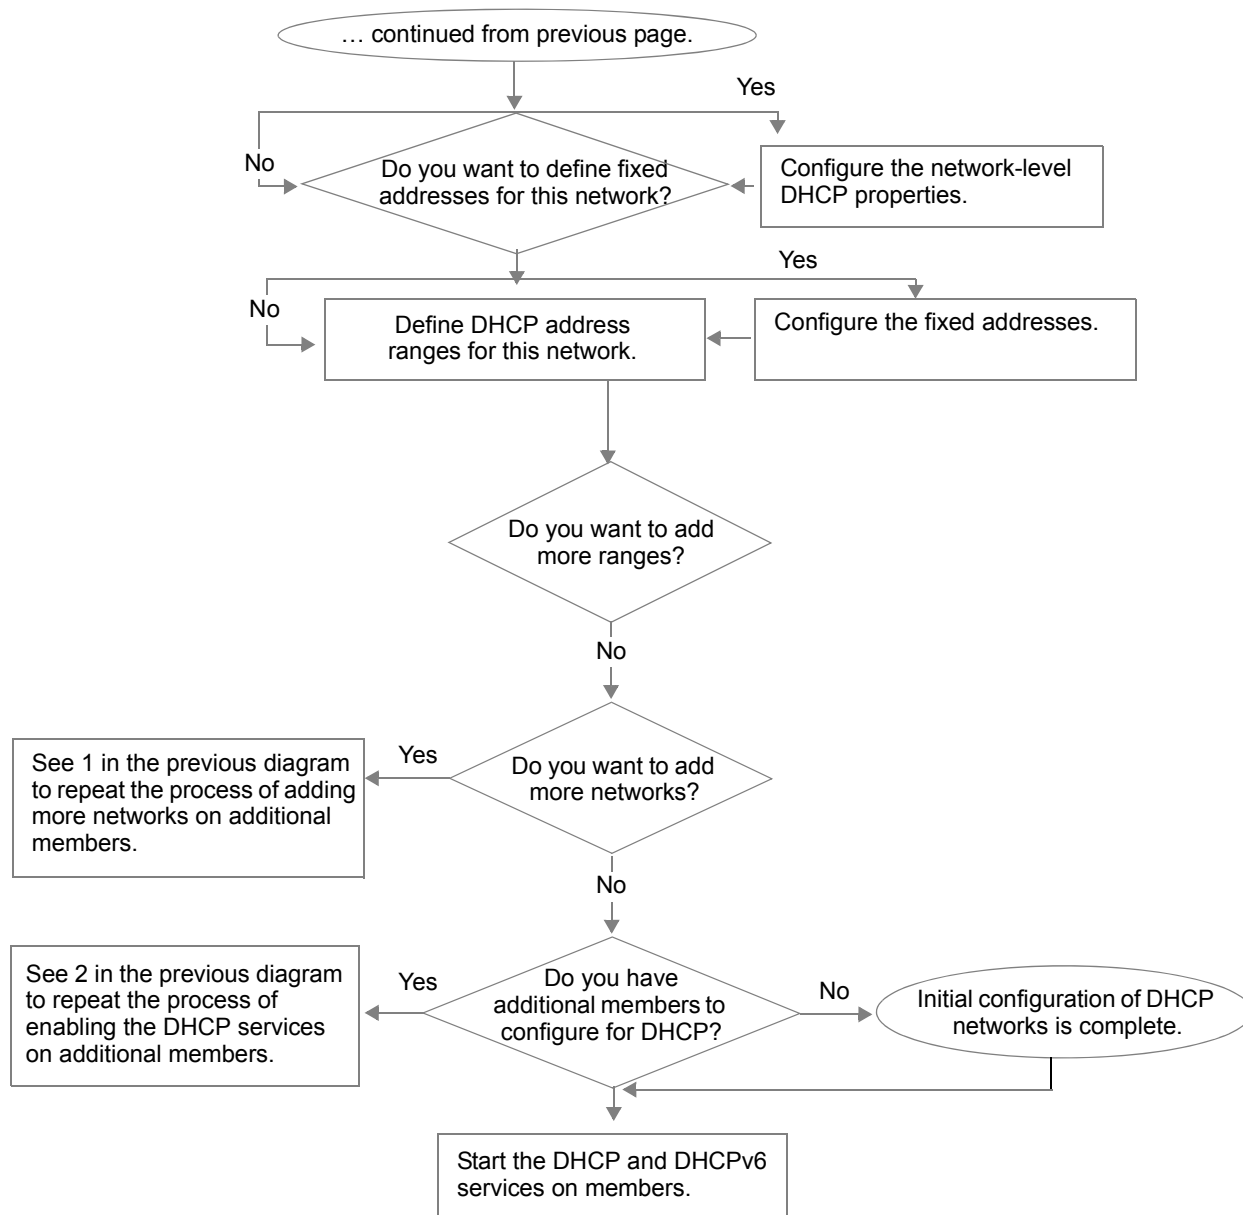 … continued from previous page.
Yes
No
Do you want to define fixed
addresses for this network?
Configure the network-level
DHCP properties.
Yes
No
Define DHCP address
ranges for this network.
Configure the fixed addresses.
Do you want to add
more ranges?
No
See 1 in the previous diagram
to repeat the process of adding
more networks on additional
members.
Yes
Do you want to add
more networks?
No
See 2 in the previous diagram
to repeat the process of
enabling the DHCP services
on additional members.
Yes
Do you have
additional members to
configure for DHCP?
No
Initial configuration of DHCP
networks is complete.
Start the DHCP and DHCPv6
services on members.